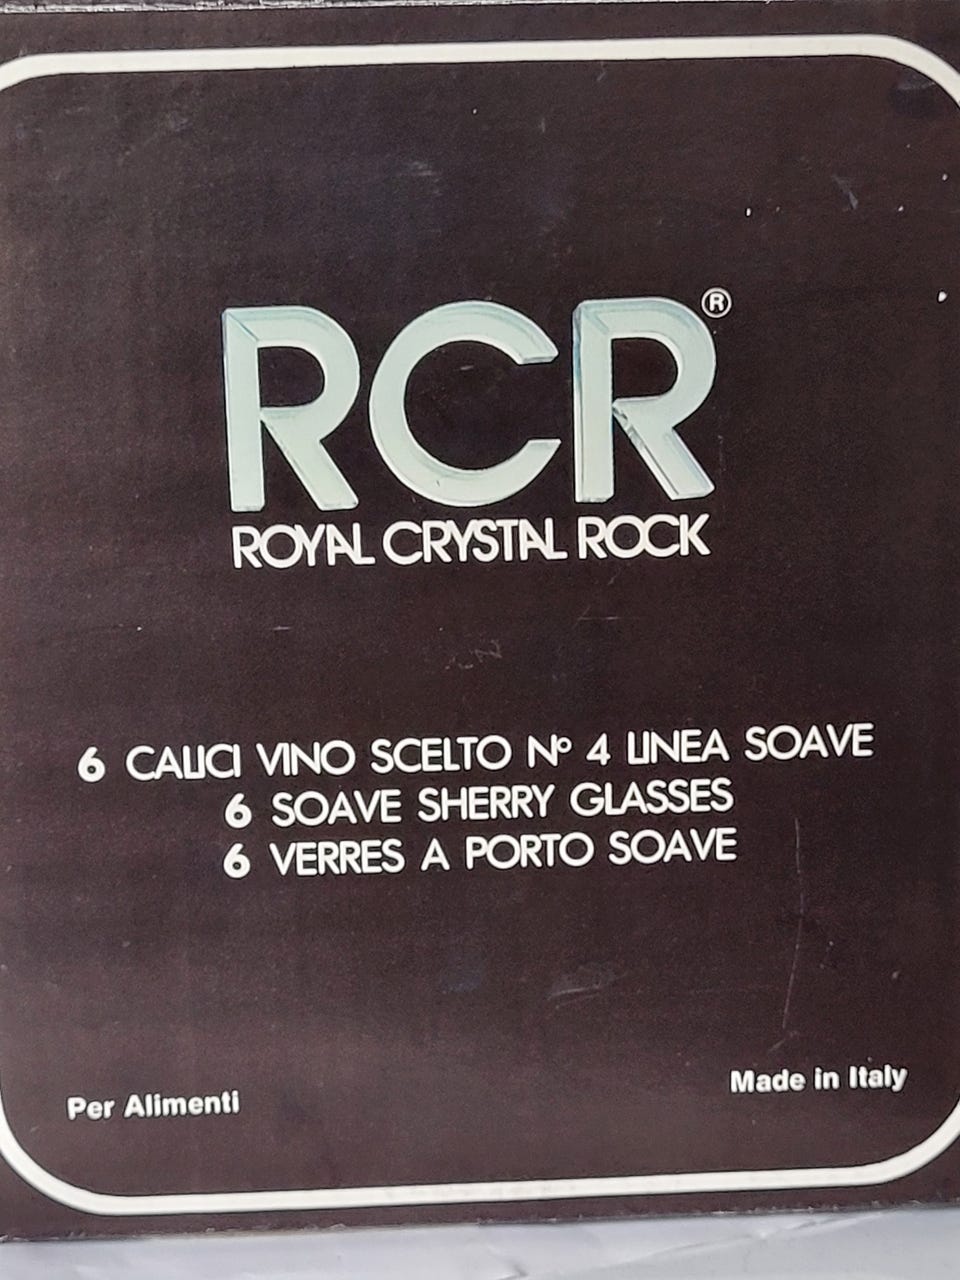 RCR®
ROYAL CRYSTAL ROCK
6 CALICI VINO SCELTO Nº 4 LINEA SOAVE
6 SOAVE SHERRY GLASSES
6 VERRES A PORTO SOAVE
Per Alimenti
Made in Italy